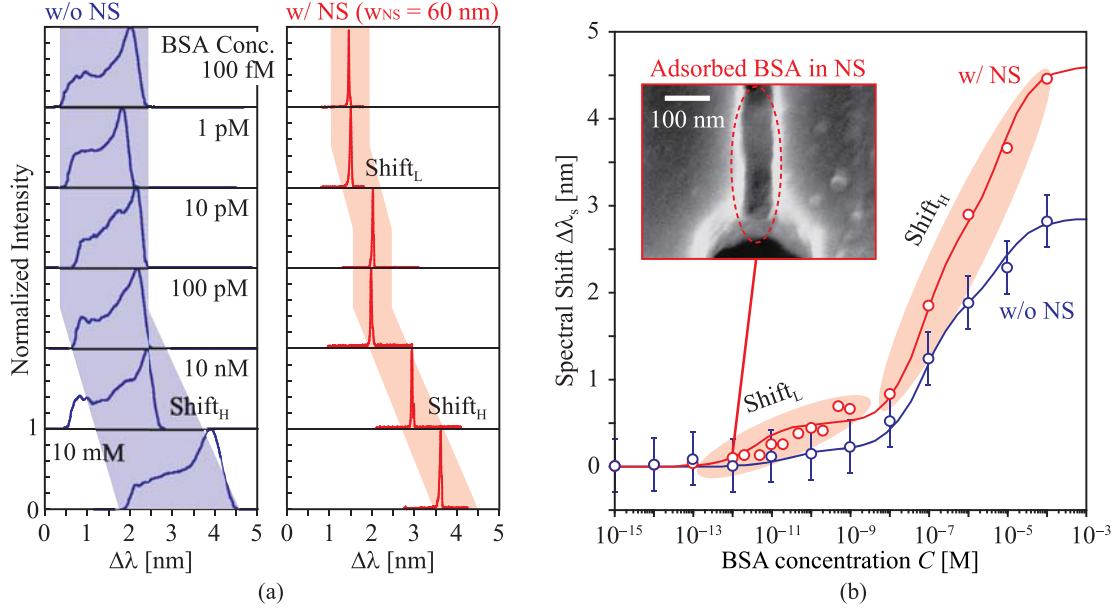 w/o NS
w/ NS (wNS = 60 nm)
BSA Conc.
100 fM
1 pM
10 pM
100 pM
10 nM
ShiftH
10 mM
ShiftL
ShiftH
Normalized Intensity
1
0
0 1 2 3 4 5
0 1 2 3 4 5
Δλ [nm]
Δλ [nm]
(a)
Adsorbed BSA in NS
100 nm
w/ NS
w/o NS
ShiftH
ShiftL
Spectral Shift Δλs [nm]
5
4
3
2
1
0
10−15 10−13 10−11 10−9 10−7 10−5 10−3
BSA concentration C [M]
(b)